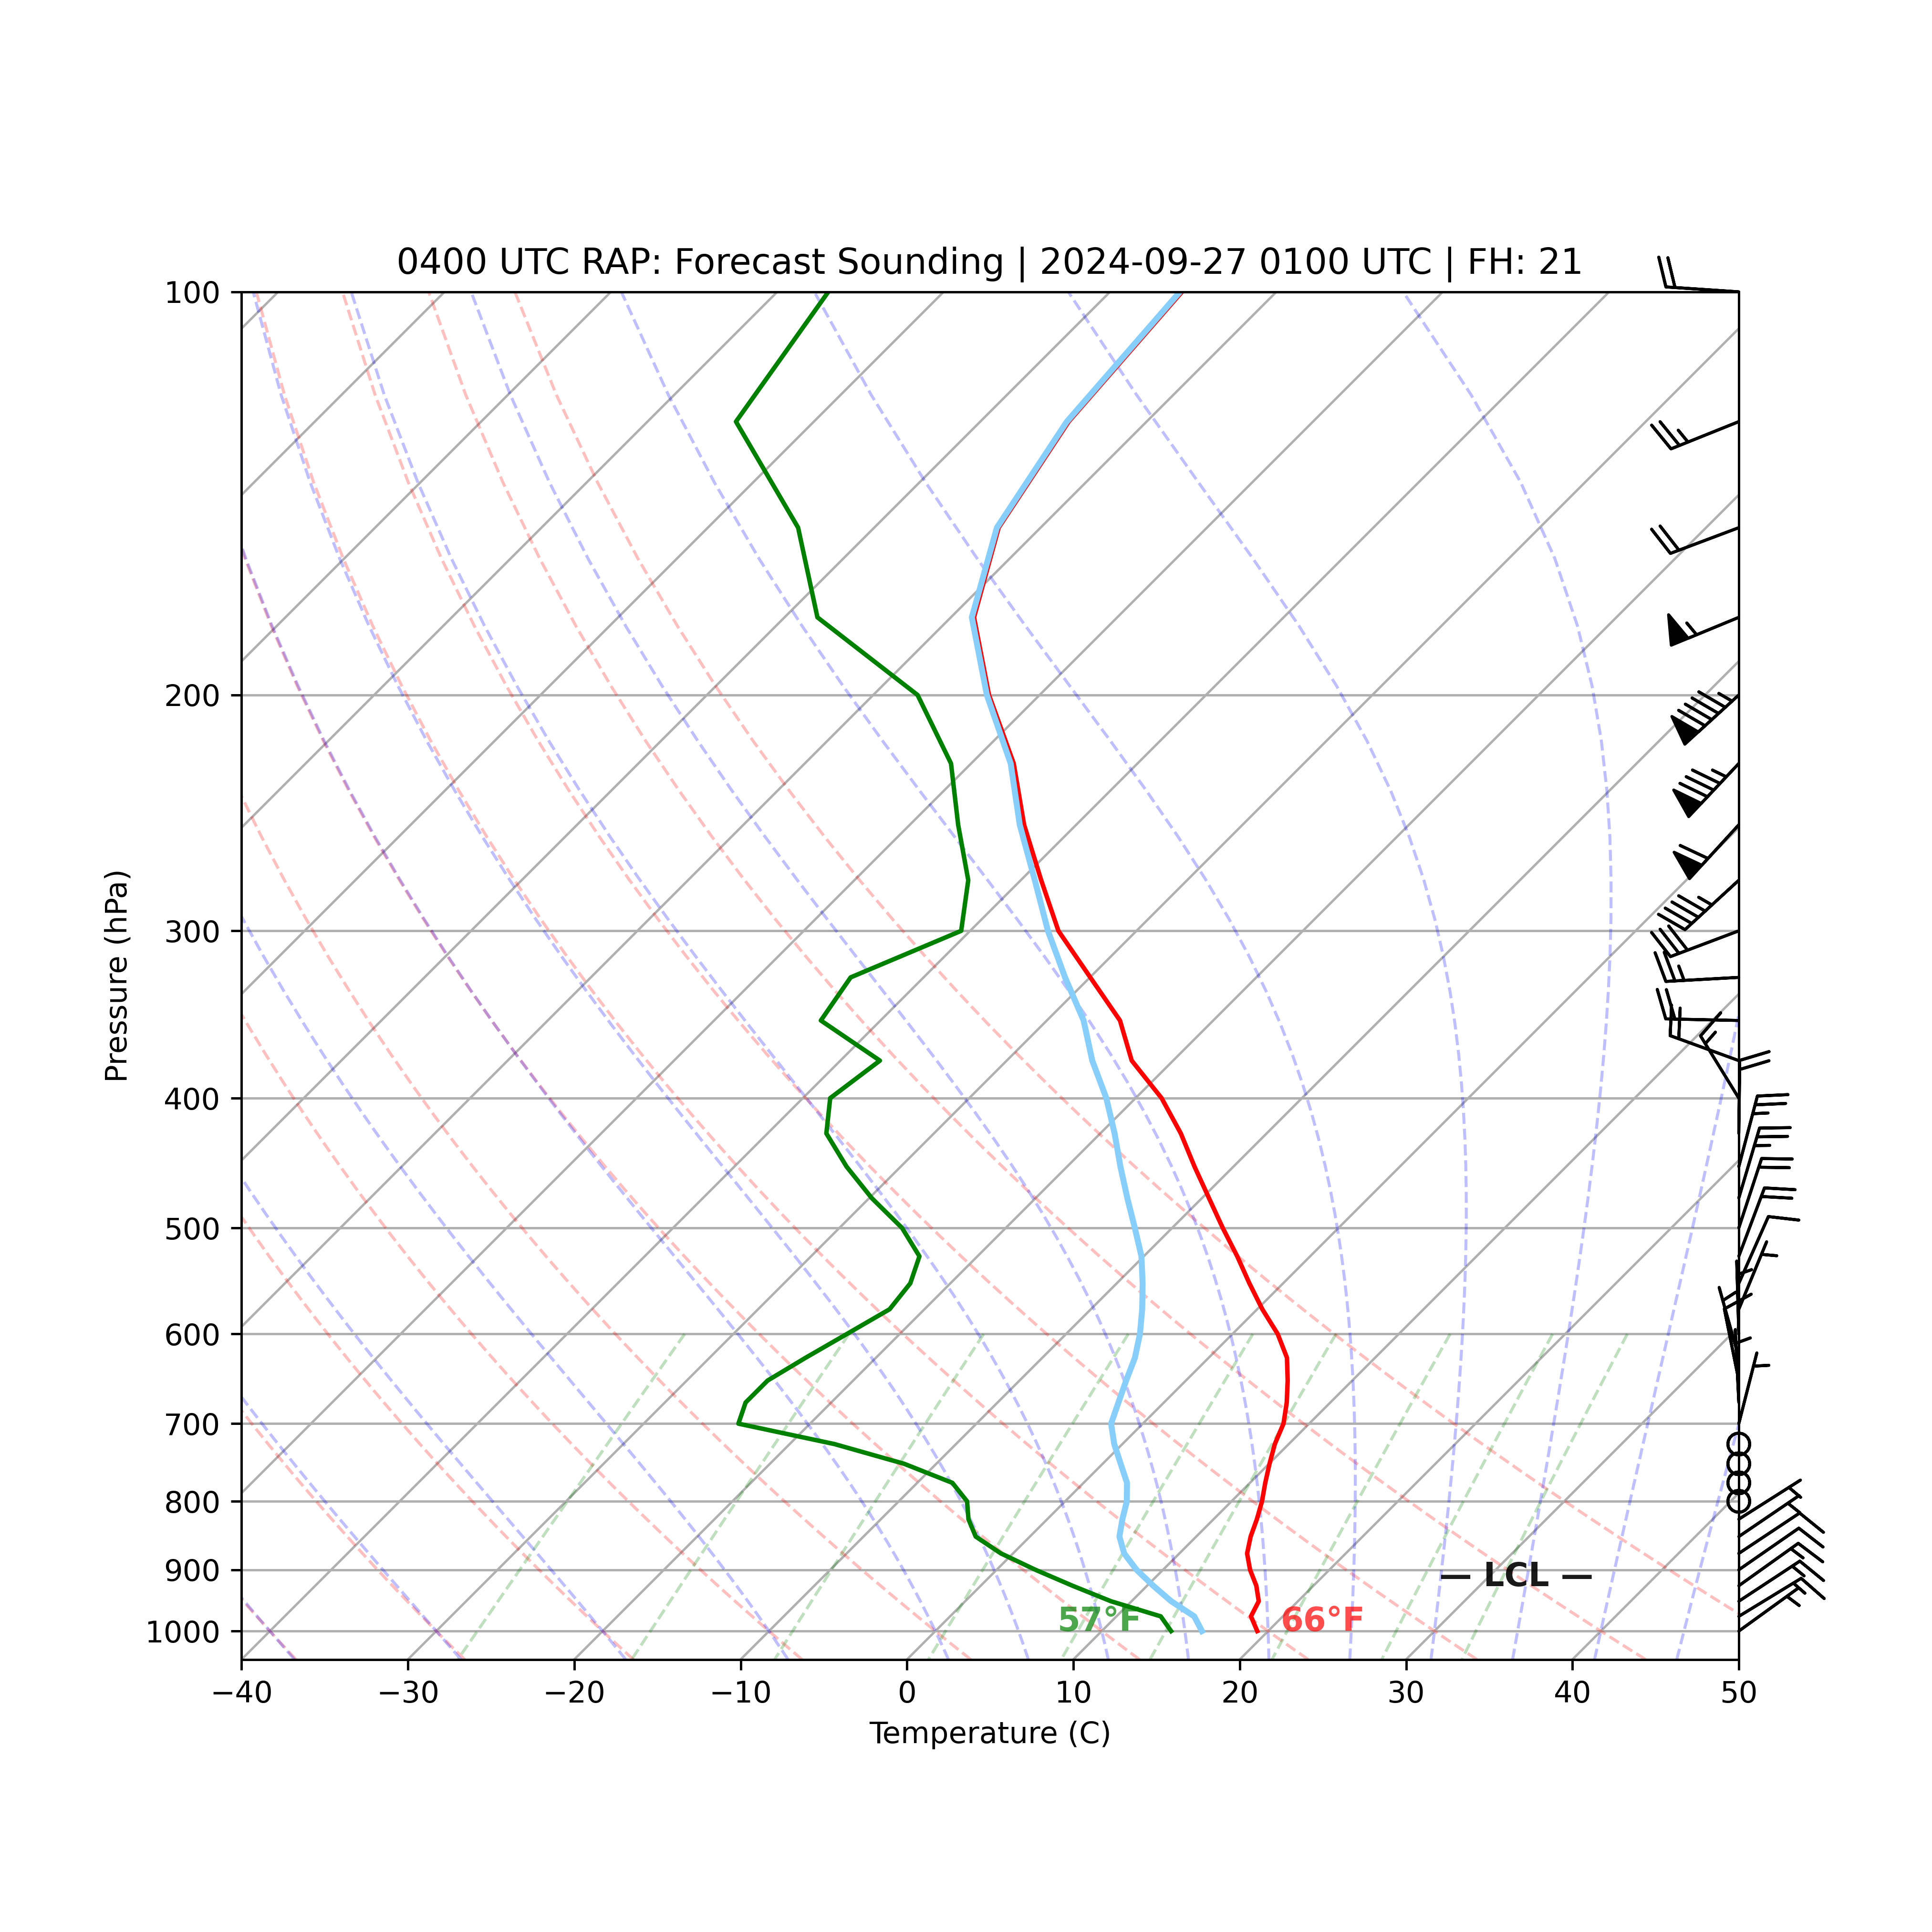 0400 UTC RAP: Forecast Sounding | 2024-09-27 0100 UTC | FH: 21
100
200
300
400
500
600
700
800
900
1000
Pressure (hPa)
— LCL —
57°F 66°F
−40 −30 −20 −10 0 10 20 30 40 50
Temperature (C)